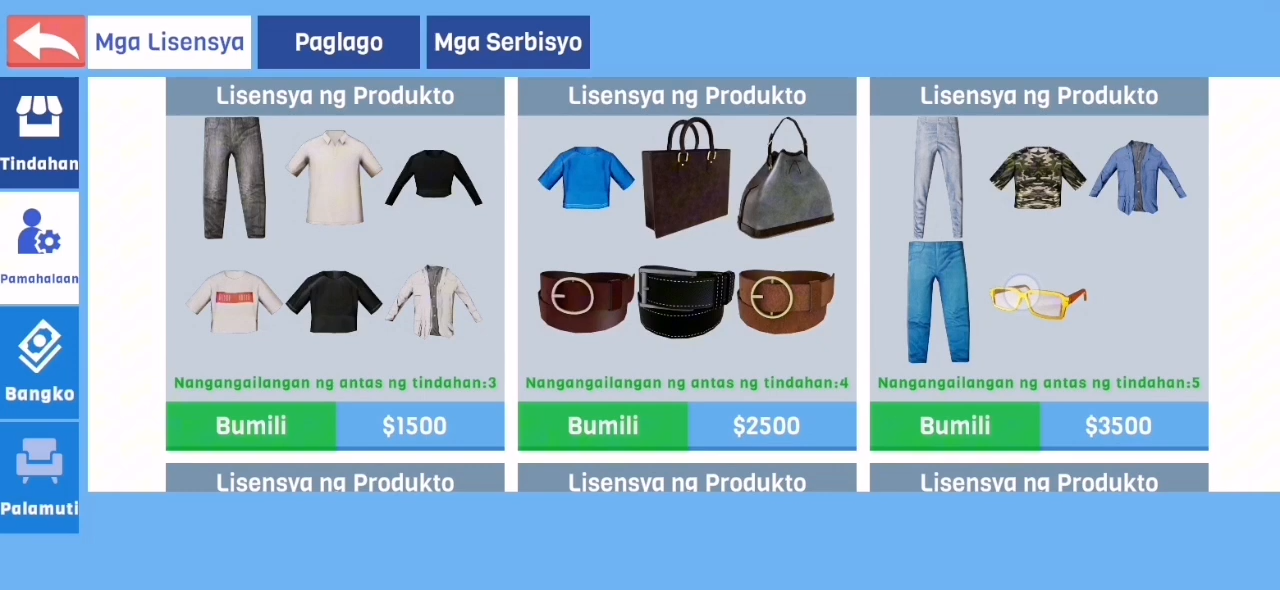 Mga Lisensya
Paglago
Mga Serbisyo
Tindahan
Pamahalaan
Bangko
Palamuti
Lisensya ng Produkto
Nangangailangan ng antas ng tindahan:3
Bumili
$1500
Lisensya ng Produkto
Nangangailangan ng antas ng tindahan:4
Bumili
$2500
Lisensya ng Produkto
Nangangailangan ng antas ng tindahan:5
Bumili
$3500
Lisensya ng Produkto
Lisensya ng Produkto
Lisensya ng Produkto